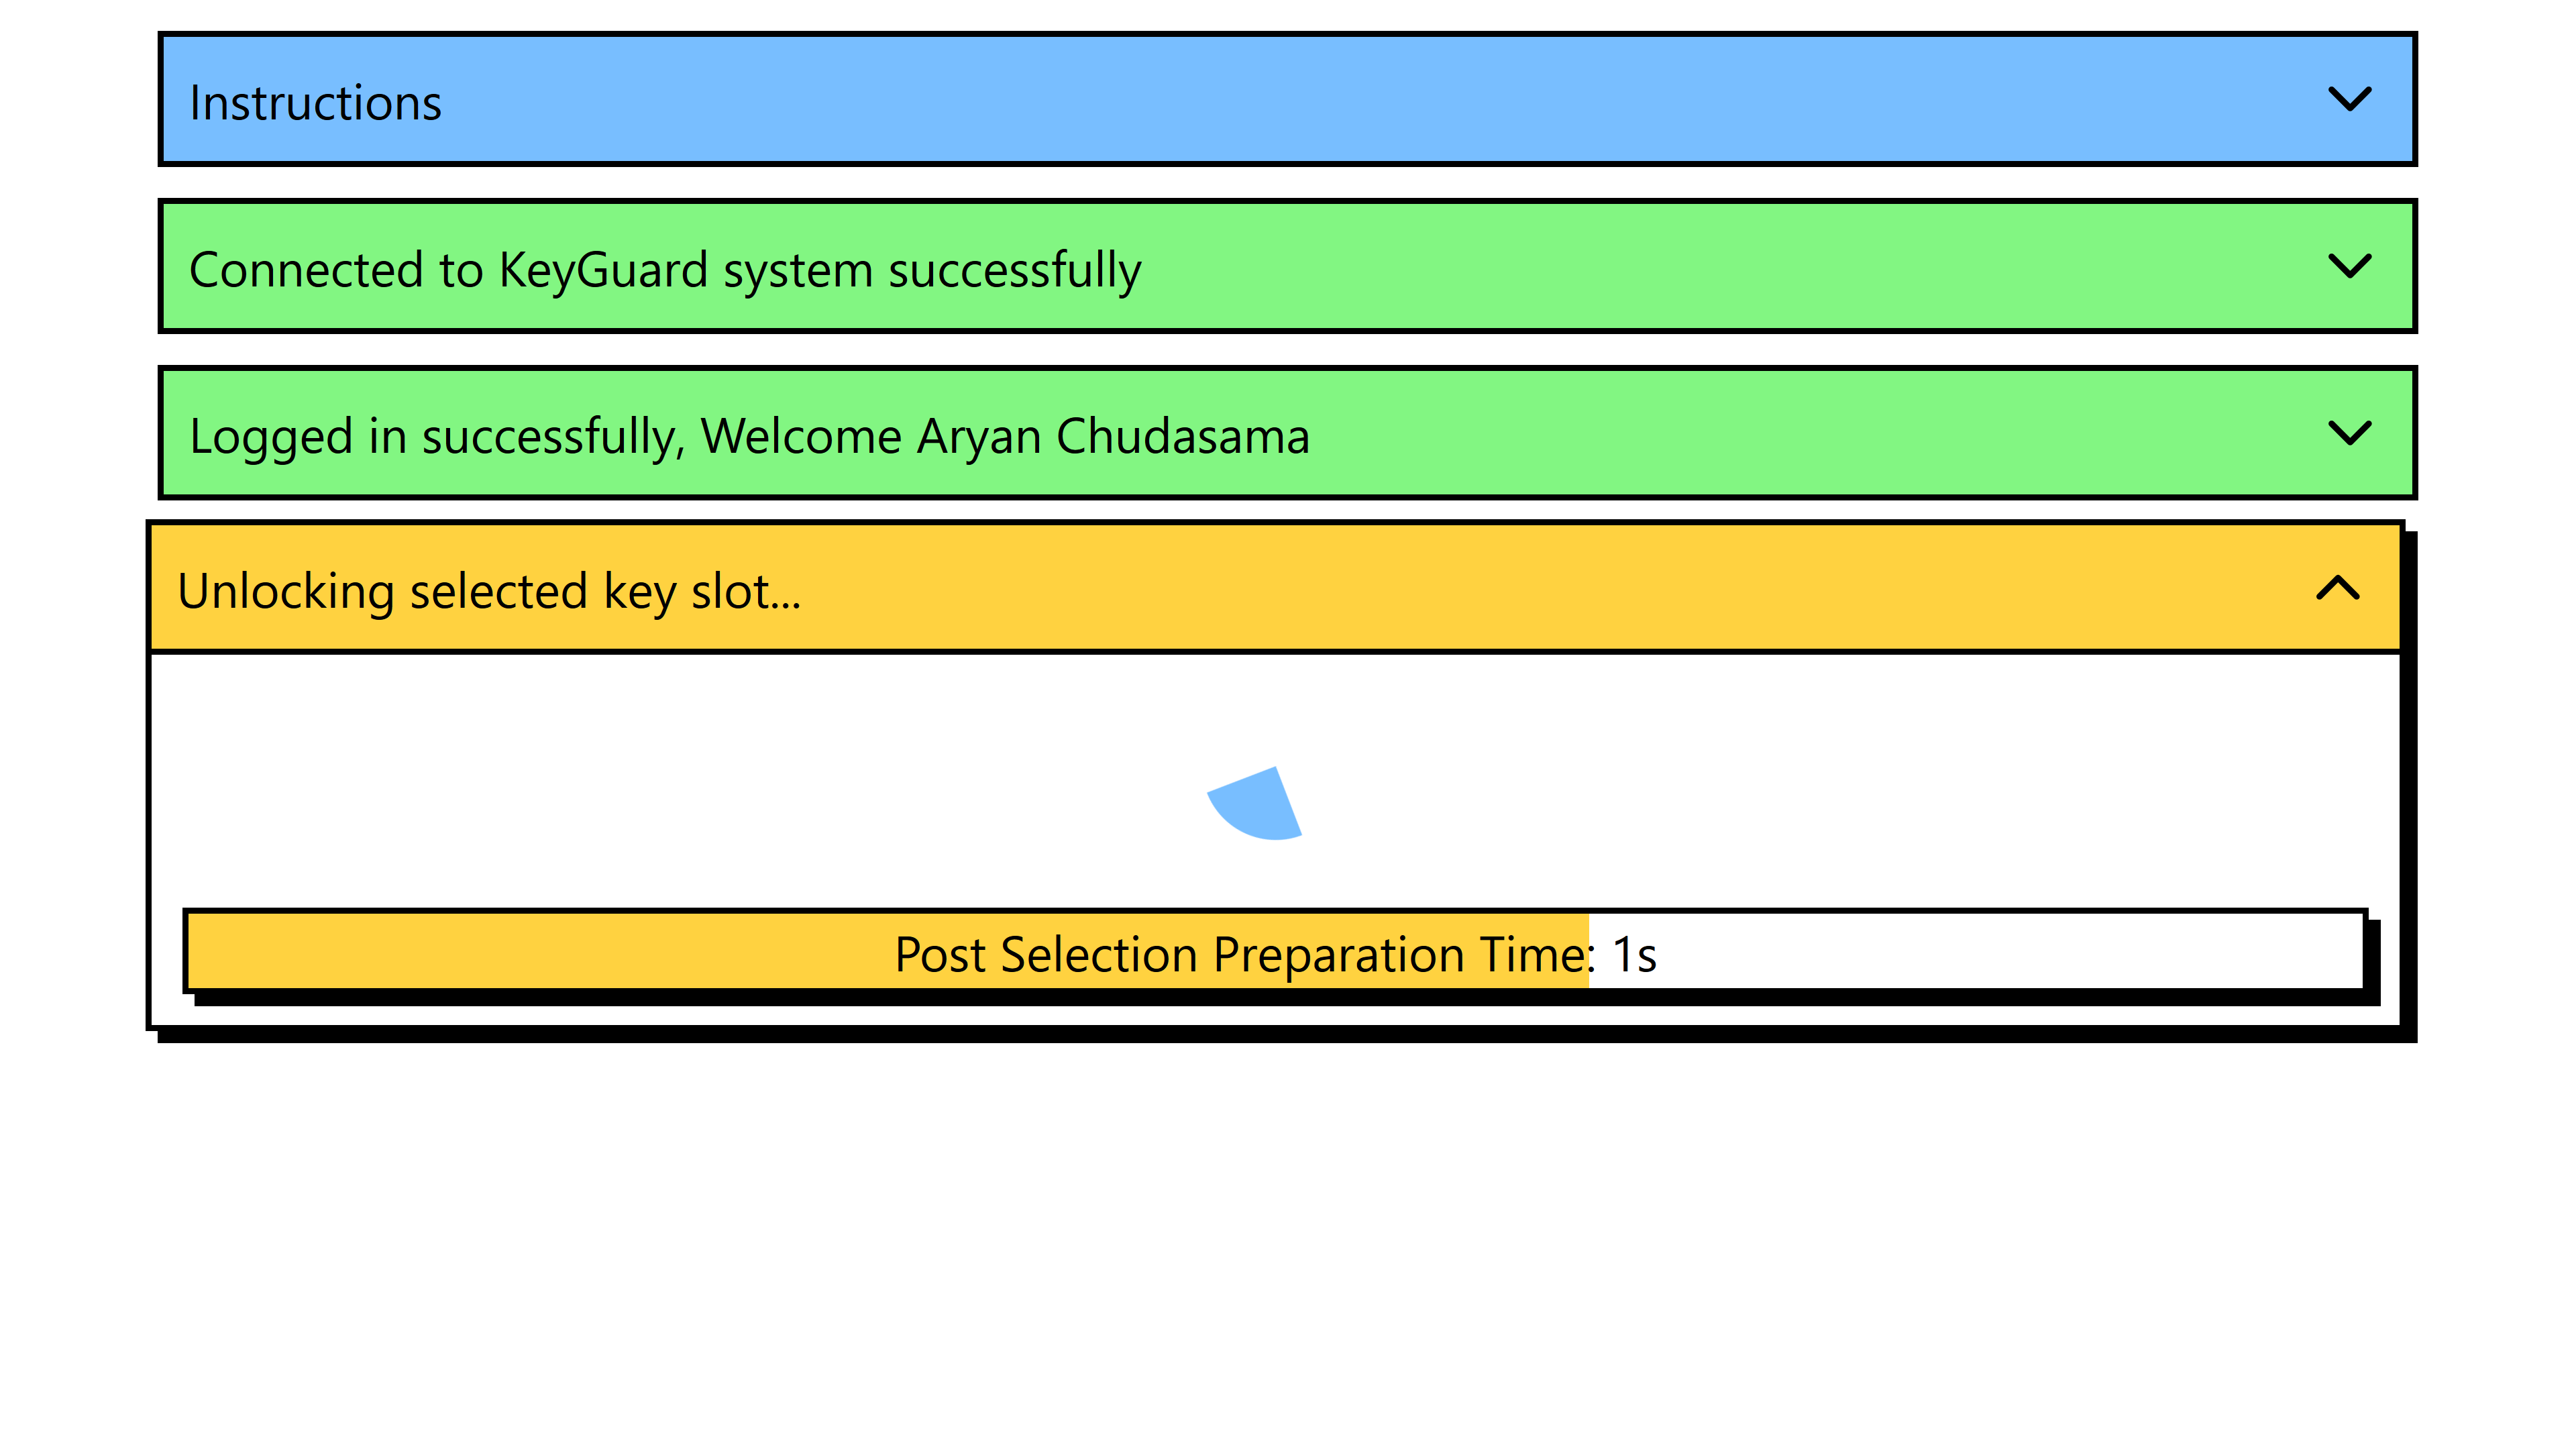 Instructions
Connected to KeyGuard system successfully
Logged in successfully, Welcome Aryan Chudasama
Unlocking selected key slot...
Post Selection Preparation Time: 1s